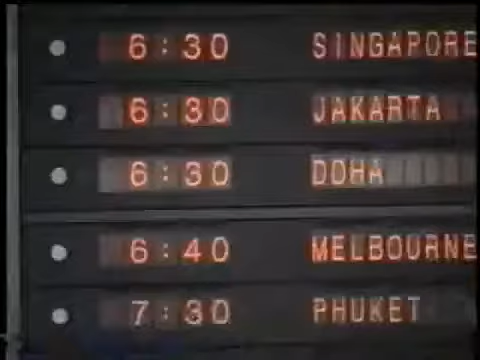 6:30 SINGAPORE
6:30 JAKARTA
6:30 DOHA
6:40 MELBOURNE
7:30 PHUKET